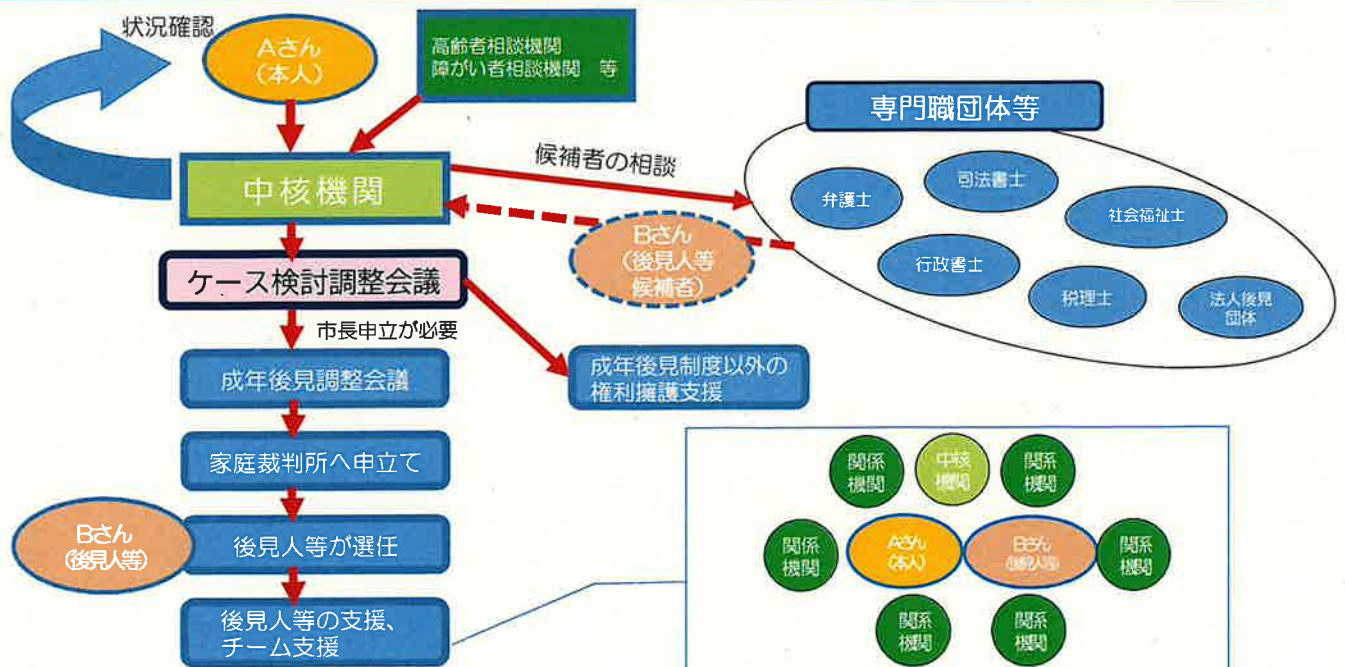 状況確認
Aさん
(本人)
高齢者相談機関
障がい者相談機関 等
専門職団体等
中核機関
候補者の相談
弁護士
司法書士
社会福祉士
行政書士
税理士
法人後見
団体
Bさん
(後見人等
候補者)
ケース検討調整会議
市長申立が必要
成年後見調整会議
成年後見制度以外の
権利擁護支援
家庭裁判所へ申立て
Bさん
(後見人等)
後見人等が選任
後見人等の支援、
チーム支援
関係
機関
中核
機関
関係
機関
関係
機関
Aさん
(本人)
Bさん
(後見人等)
関係
機関
関係
機関
関係
機関